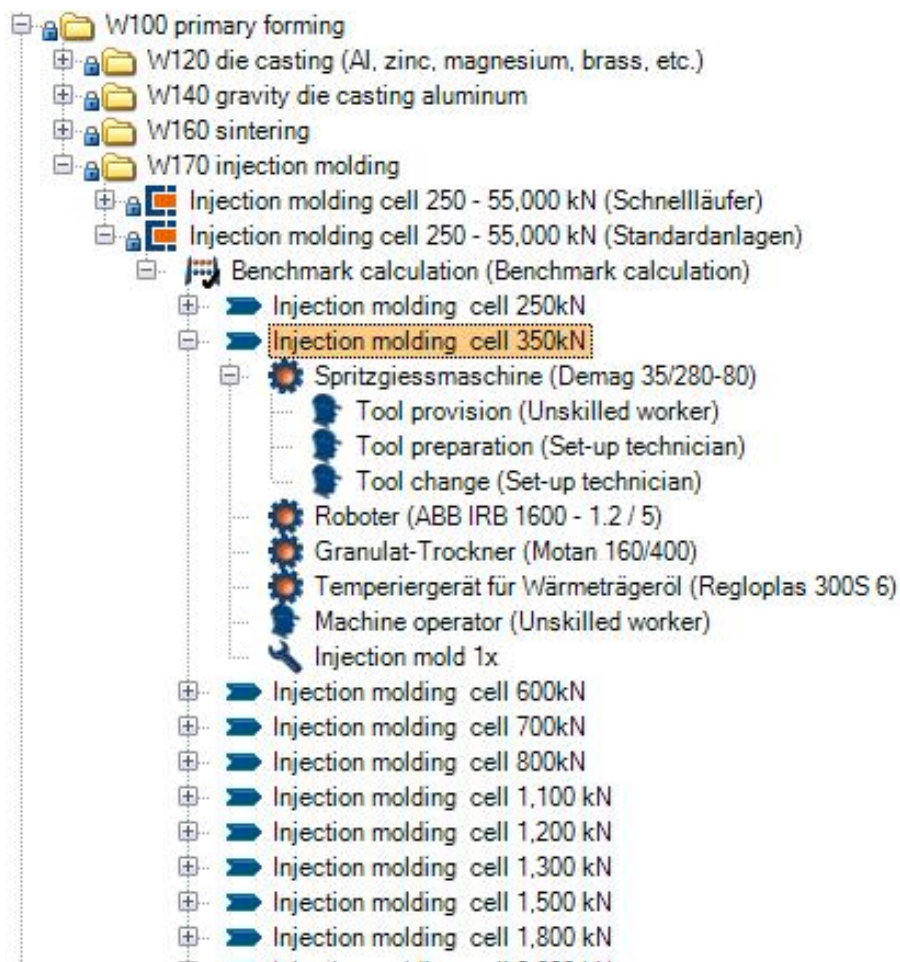 W100 primary forming
W120 die casting (Al, zinc, magnesium, brass, etc.)
W140 gravity die casting aluminum
W160 sintering
W170 injection molding
Injection molding cell 250 - 55,000 kN (Schnellläufer)
Injection molding cell 250 - 55,000 kN (Standardanlagen)
Benchmark calculation (Benchmark calculation)
Injection molding cell 250kN
Injection molding cell 350kN
Spritzgiessmaschine (Demag 35/280-80)
Tool provision (Unskilled worker)
Tool preparation (Set-up technician)
Tool change (Set-up technician)
Roboter (ABB IRB 1600 - 1.2 / 5)
Granulat-Trockner (Motan 160/400)
Temperiergerät für Wärmeträgeröl (Regloplas 300S 6)
Machine operator (Unskilled worker)
Injection mold 1x
Injection molding cell 600kN
Injection molding cell 700kN
Injection molding cell 800kN
Injection molding cell 1,100 kN
Injection molding cell 1,200 kN
Injection molding cell 1,300 kN
Injection molding cell 1,500 kN
Injection molding cell 1,800 kN